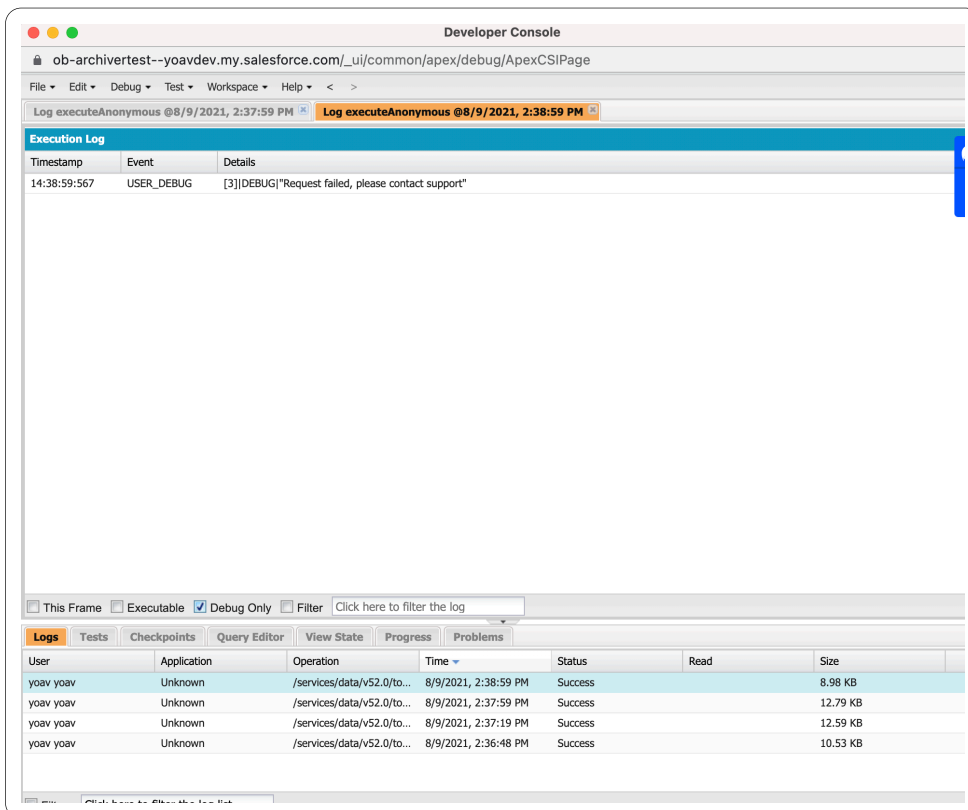 Developer Console
ob-archivertest--yoavdev.my.salesforce.com/_ui/common/apex/debug/ApexCSIPage
File Edit Debug Test Workspace Help < >
Log executeAnonymous @8/9/2021, 2:37:59 PM Log executeAnonymous @8/9/2021, 2:38:59 PM
Execution Log
Timestamp Event Details
14:38:59:567 USER_DEBUG [3]|DEBUG|"Request failed, please contact support"
This Frame Executable Debug Only Filter Click here to filter the log
Logs Tests Checkpoints Query Editor View State Progress Problems
User Application Operation Time Status Read Size
yoav yoav Unknown /services/data/v52.0/to... 8/9/2021, 2:38:59 PM Success 8.98 KB
yoav yoav Unknown /services/data/v52.0/to... 8/9/2021, 2:37:59 PM Success 12.79 KB
yoav yoav Unknown /services/data/v52.0/to... 8/9/2021, 2:37:19 PM Success 12.59 KB
yoav yoav Unknown /services/data/v52.0/to... 8/9/2021, 2:36:48 PM Success 10.53 KB
Click here to filter the log list